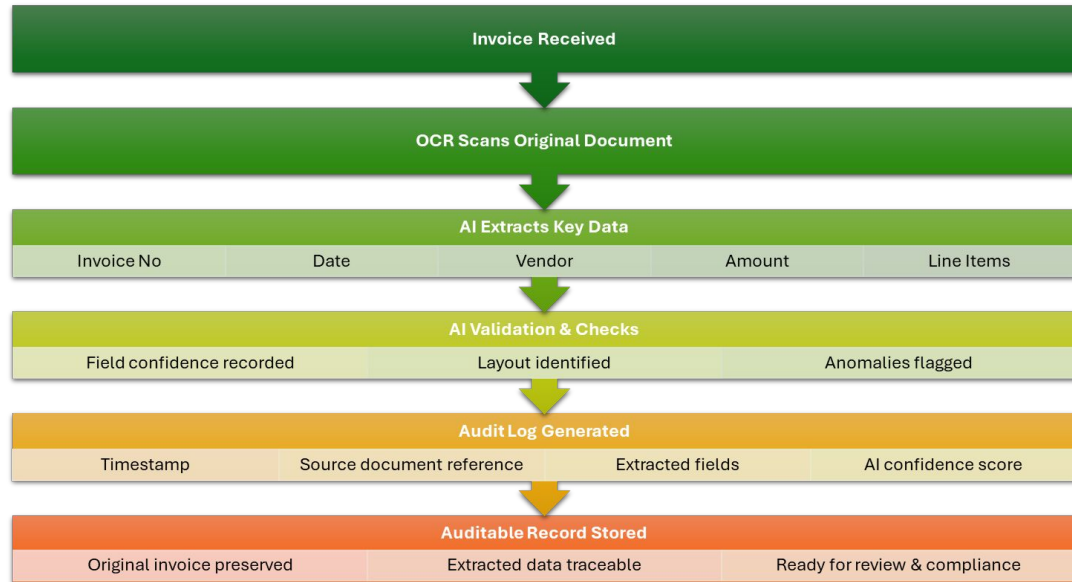 Invoice Received
OCR Scans Original Document
AI Extracts Key Data
Invoice No Date Vendor Amount Line Items
AI Validation & Checks
Field confidence recorded Layout identified Anomalies flagged
Audit Log Generated
Timestamp Source document reference Extracted fields AI confidence score
Auditable Record Stored
Original invoice preserved Extracted data traceable Ready for review & compliance